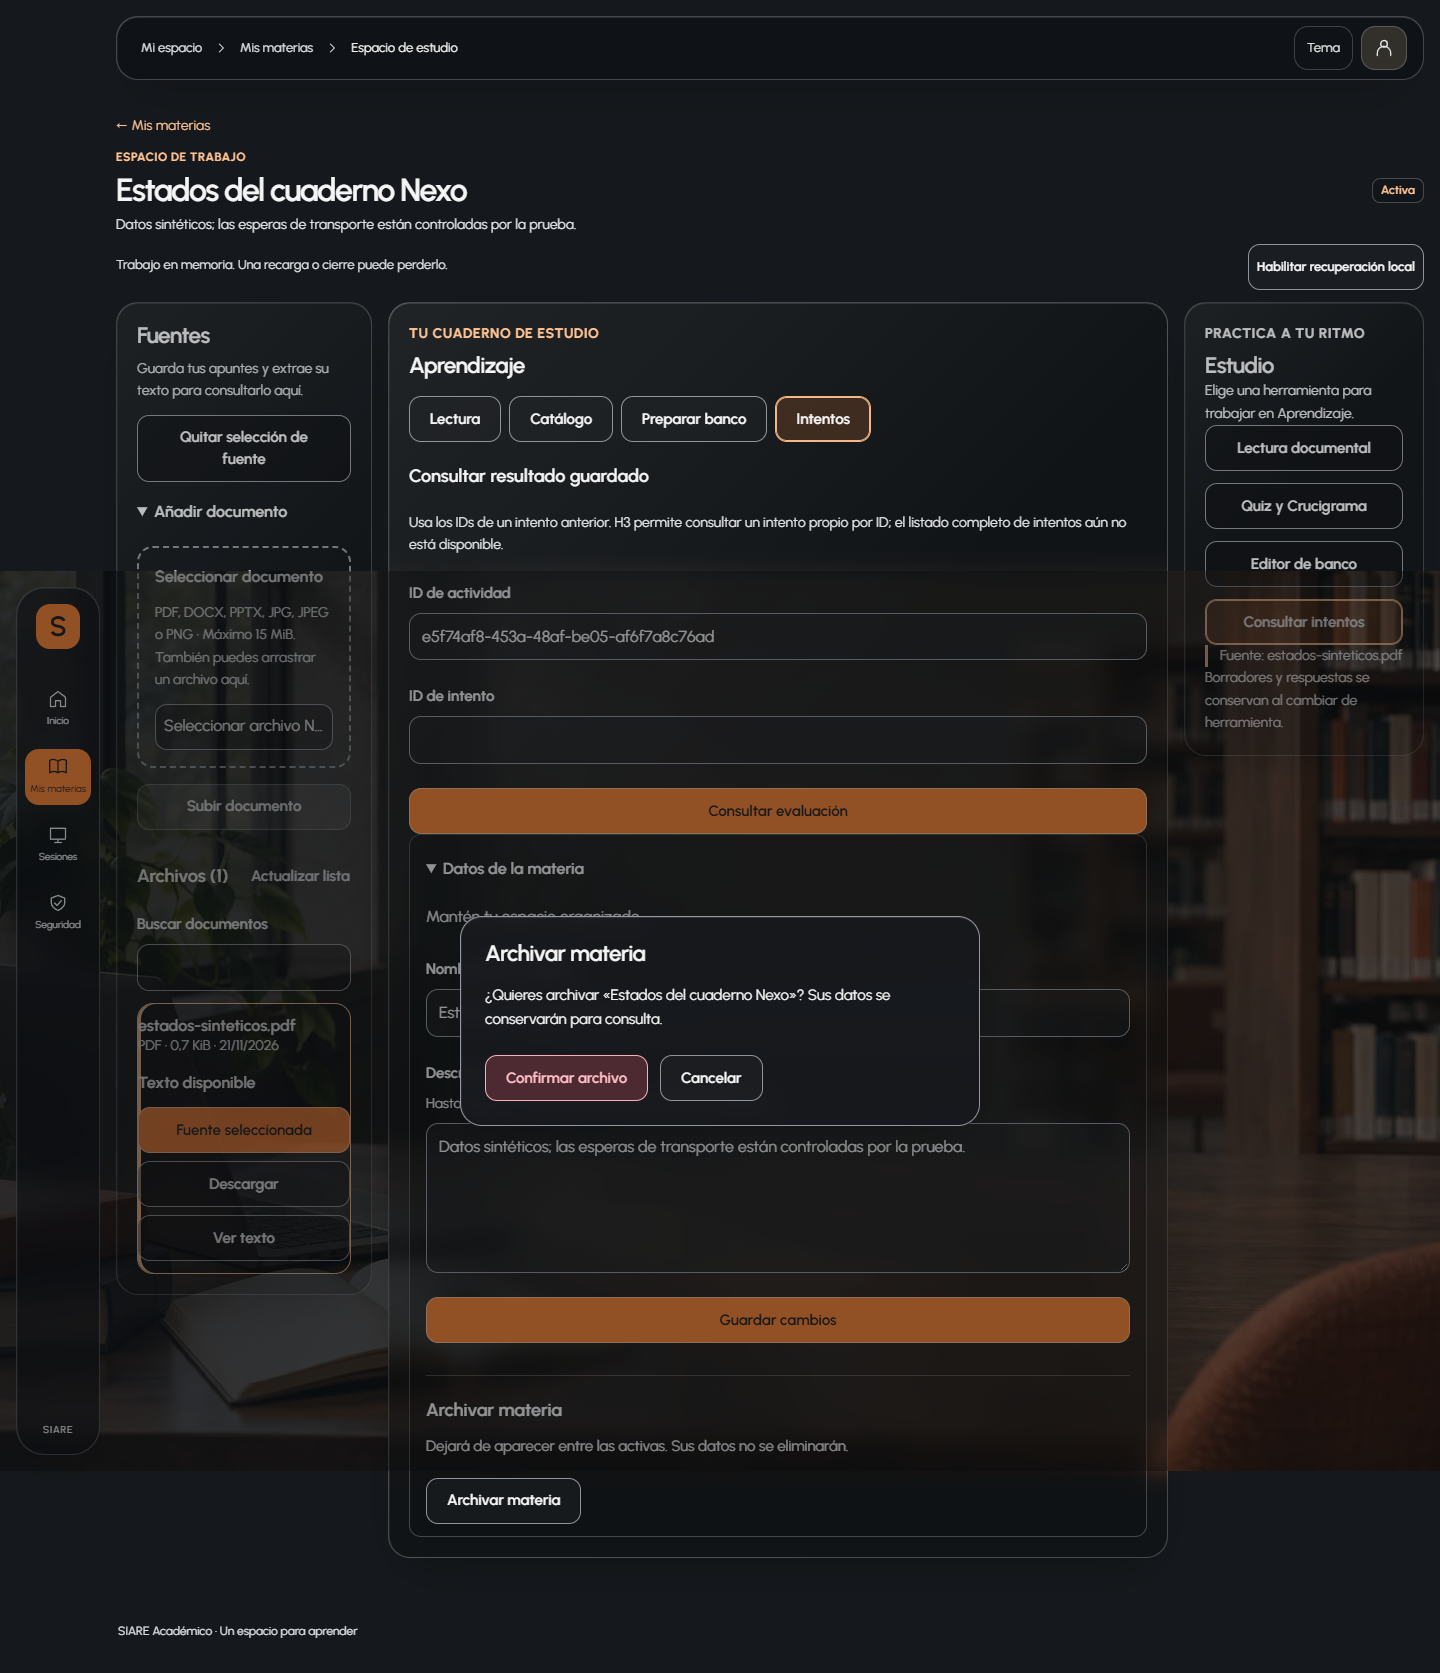 Mi espacio
Mis materias
Espacio de estudio
Tema
← Mis materias
ESPACIO DE TRABAJO
Estados del cuaderno Nexo
Activa
Datos sintéticos; las esperas de transporte están controladas por la prueba.
Trabajo en memoria. Una recarga o cierre puede perderlo.
Habilitar recuperación local
S
Inicio
Mis materias
Sesiones
Seguridad
SIARE
Fuentes
Guarda tus apuntes y extrae su
texto para consultarlo aquí.
Quitar selección de
fuente
Añadir documento
Seleccionar documento
PDF, DOCX, PPTX, JPG, JPEG
o PNG · Máximo 15 MiB.
También puedes arrastrar
un archivo aquí.
Seleccionar archivo N...
Subir documento
Archivos (1)
Actualizar lista
Buscar documentos
estados-sinteticos.pdf
PDF · 0,7 KiB · 21/11/2026
Texto disponible
Fuente seleccionada
Descargar
Ver texto
TU CUADERNO DE ESTUDIO
Aprendizaje
Lectura
Catálogo
Preparar banco
Intentos
Consultar resultado guardado
Usa los IDs de un intento anterior. H3 permite consultar un intento propio por ID; el listado completo de intentos aún no
está disponible.
ID de actividad
e5f74af8-453a-48af-be05-af6f7a8c76ad
ID de intento
Consultar evaluación
Datos de la materia
Mantén tu espacio organizado
Archivar materia
¿Quieres archivar «Estados del cuaderno Nexo»? Sus datos se
conservarán para consulta.
Confirmar archivo
Cancelar
Hasta
Datos sintéticos; las esperas de transporte están controladas por la prueba.
Guardar cambios
Archivar materia
Dejará de aparecer entre las activas. Sus datos no se eliminarán.
Archivar materia
PRACTICA A TU RITMO
Estudio
Elige una herramienta para
trabajar en Aprendizaje.
Lectura documental
Quiz y Crucigrama
Editor de banco
Consultar intentos
Fuente: estados-sinteticos.pdf
Borradores y respuestas se
conservan al cambiar de
herramienta.
SIARE Académico · Un espacio para aprender